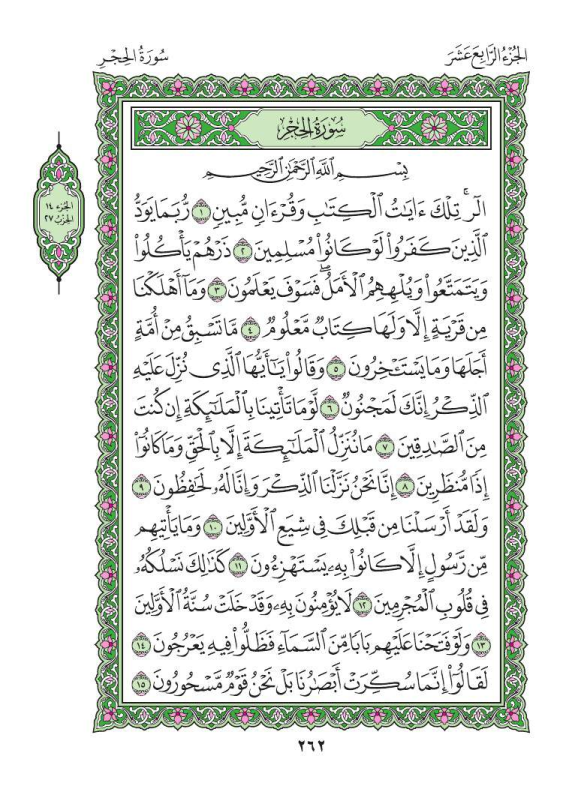 الجُزْءُ الرَّابِعَ عَشَرَ
سُورَةُ الحِجْرِ
سُورَةُ الحِجْرِ
الجزء ١٤
الحزب ٢٧
بِسْمِ اللَّهِ الرَّحْمَٰنِ الرَّحِيمِ
الٓرۚ تِلْكَ ءَايَٰتُ ٱلْكِتَٰبِ وَقُرْءَانٖ مُّبِينٖ ١ رُّبَمَا يَوَدُّ
ٱلَّذِينَ كَفَرُواْ لَوْ كَانُواْ مُسْلِمِينَ ٢ ذَرْهُمْ يَأْكُلُواْ
وَيَتَمَتَّعُواْ وَيُلْهِهِمُ ٱلْأَمَلُۖ فَسَوْفَ يَعْلَمُونَ ٣ وَمَآ أَهْلَكْنَا
مِن قَرْيَةٍ إِلَّا وَلَهَا كِتَابٞ مَّعْلُومٞ ٤ مَّا تَسْبِقُ مِنْ أُمَّةٍ
أَجَلَهَا وَمَا يَسْتَـْٔخِرُونَ ٥ وَقَالُواْ يَٰٓأَيُّهَا ٱلَّذِي نُزِّلَ عَلَيْهِ
ٱلذِّكْرُ إِنَّكَ لَمَجْنُونٞ ٦ لَّوْ مَا تَأْتِينَا بِٱلْمَلَٰٓئِكَةِ إِن كُنتَ
مِنَ ٱلصَّٰدِقِينَ ٧ مَا نُنَزِّلُ ٱلْمَلَٰٓئِكَةَ إِلَّا بِٱلْحَقِّ وَمَا كَانُوٓاْ
إِذٗا مُّنظَرِينَ ٨ إِنَّا نَحْنُ نَزَّلْنَا ٱلذِّكْرَ وَإِنَّا لَهُۥ لَحَٰفِظُونَ ٩
وَلَقَدْ أَرْسَلْنَا مِن قَبْلِكَ فِي شِيَعِ ٱلْأَوَّلِينَ ١٠ وَمَا يَأْتِيهِم
مِّن رَّسُولٍ إِلَّا كَانُواْ بِهِۦ يَسْتَهْزِءُونَ ١١ كَذَٰلِكَ نَسْلُكُهُۥ
فِي قُلُوبِ ٱلْمُجْرِمِينَ ١٢ لَا يُؤْمِنُونَ بِهِۦ وَقَدْ خَلَتْ سُنَّةُ ٱلْأَوَّلِينَ
١٣ وَلَوْ فَتَحْنَا عَلَيْهِم بَابٗا مِّنَ ٱلسَّمَآءِ فَظَلُّواْ فِيهِ يَعْرُجُونَ ١٤
لَقَالُوٓاْ إِنَّمَا سُكِّرَتْ أَبْصَٰرُنَا بَلْ نَحْنُ قَوْمٞ مَّسْحُورُونَ ١٥
٢٦٢